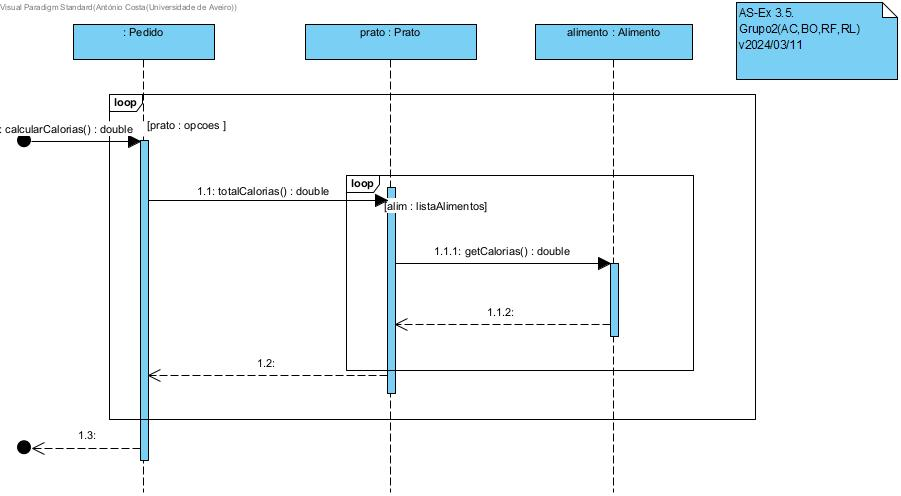 Visual Paradigm Standard(António Costa(Universidade de Aveiro))
AS-Ex 3.5.
Grupo2(AC,BO,RF,RL)
v2024/03/11
: Pedido
prato : Prato
alimento : Alimento
loop
: calcularCalorias() : double
[prato : opcoes ]
loop
1.1: totalCalorias() : double
[alim : listaAlimentos]
1.1.1: getCalorias() : double
1.1.2:
1.2:
1.3: